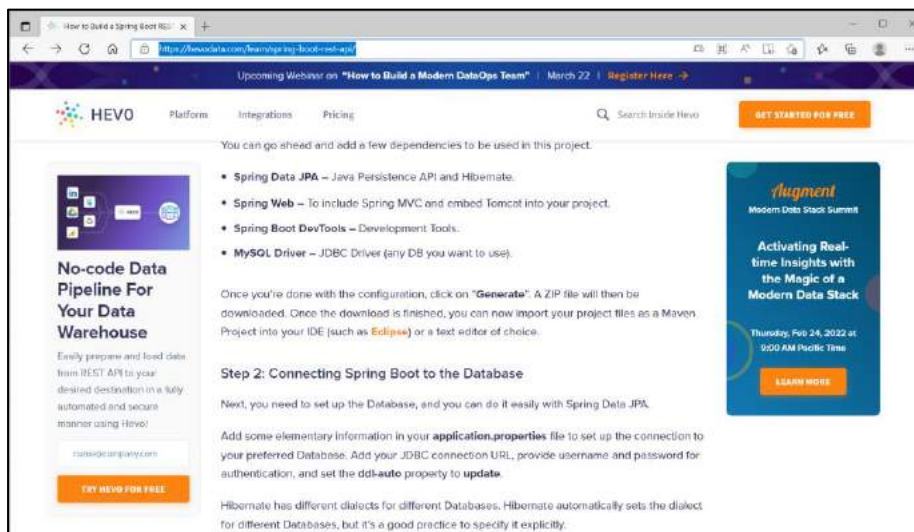 How to Build a Spring Boot RES
https://hevodata.com/learn/spring-boot-rest-api/
Upcoming Webinar on "How to Build a Modern DataOps Team" | March 22 | Register Here →
HEVO
Platform
Integrations
Pricing
Search Inside Hevo
GET STARTED FOR FREE
You can go ahead and add a few dependencies to be used in this project.
• Spring Data JPA – Java Persistence API and Hibernate.
• Spring Web – To include Spring MVC and embed Tomcat into your project.
• Spring Boot DevTools – Development Tools.
• MySQL Driver – JDBC Driver (any DB you want to use).
Once you're done with the configuration, click on "Generate". A ZIP file will then be
downloaded. Once the download is finished, you can now import your project files as a Maven
Project into your IDE (such as Eclipse) or a text editor of choice.
Step 2: Connecting Spring Boot to the Database
Next, you need to set up the Database, and you can do it easily with Spring Data JPA.
Add some elementary information in your application.properties file to set up the connection to
your preferred Database. Add your JDBC connection URL, provide username and password for
authentication, and set the ddl-auto property to update.
Hibernate has different dialects for different Databases. Hibernate automatically sets the dialect
for different Databases, but it's a good practice to specify it explicitly.
HEVO
No-code Data
Pipeline For
Your Data
Warehouse
Easily prepare and load data
from REST API to your
desired destination in a fully
automated and secure
manner using Hevo!
name@company.com
TRY HEVO FOR FREE
Augment
Modern Data Stack Summit
Activating Real-
time Insights with
the Magic of a
Modern Data Stack
Thursday, Feb 24, 2022 at
9:00 AM Pacific Time
LEARN MORE